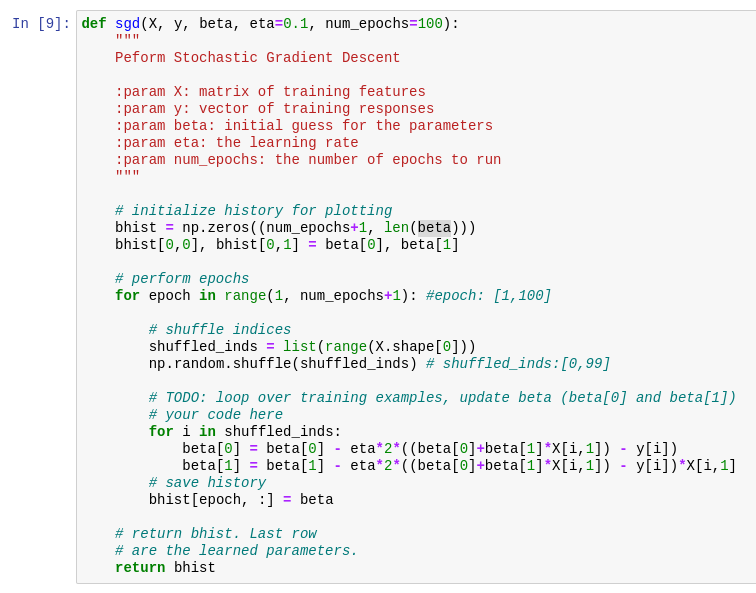 In [9]: def sgd(X, y, beta, eta=0.1, num_epochs=100):
    """
    Peform Stochastic Gradient Descent

    :param X: matrix of training features
    :param y: vector of training responses
    :param beta: initial guess for the parameters
    :param eta: the learning rate
    :param num_epochs: the number of epochs to run
    """

    # initialize history for plotting
    bhist = np.zeros((num_epochs+1, len(beta)))
    bhist[0,0], bhist[0,1] = beta[0], beta[1]

    # perform epochs
    for epoch in range(1, num_epochs+1): #epoch: [1,100]

        # shuffle indices
        shuffled_inds = list(range(X.shape[0]))
        np.random.shuffle(shuffled_inds) # shuffled_inds:[0,99]

        # TODO: loop over training examples, update beta (beta[0] and beta[1])
        # your code here
        for i in shuffled_inds:
            beta[0] = beta[0] - eta*2*((beta[0]+beta[1]*X[i,1]) - y[i])
            beta[1] = beta[1] - eta*2*((beta[0]+beta[1]*X[i,1]) - y[i])*X[i,1]
        # save history
        bhist[epoch, :] = beta

    # return bhist. Last row
    # are the learned parameters.
    return bhist